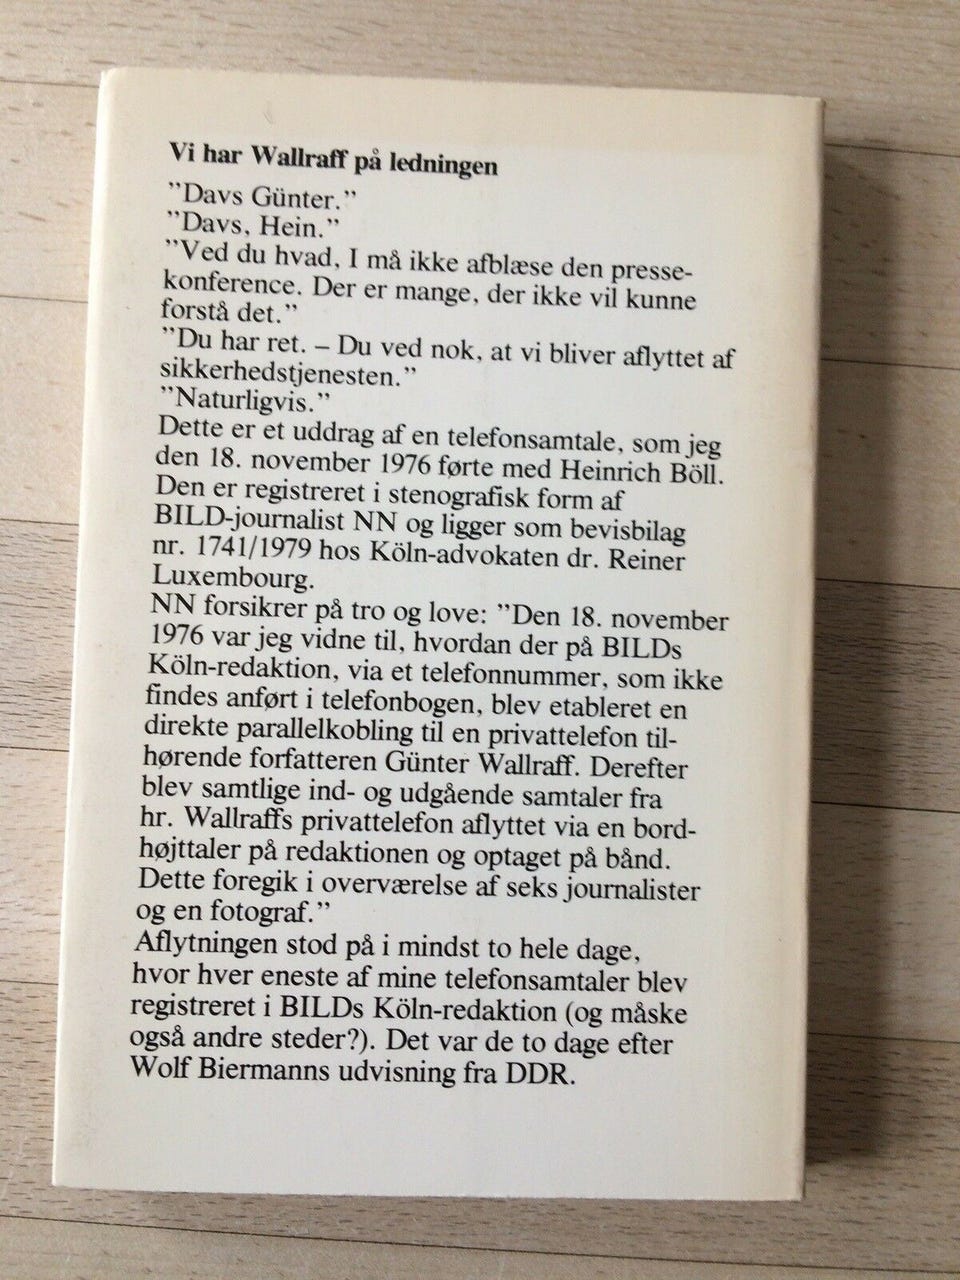 Vi har Wallraff på ledningen
”Davs Günter.”
”Davs, Hein.”
”Ved du hvad, I må ikke afblæse den presse-
konference. Der er mange, der ikke vil kunne
forstå det.”
”Du har ret. – Du ved nok, at vi bliver aflyttet af
sikkerhedstjenesten.”
”Naturligvis.”
Dette er et uddrag af en telefonsamtale, som jeg
den 18. november 1976 førte med Heinrich Böll.
Den er registreret i stenografisk form af
BILD-journalist NN og ligger som bevisbilag
nr. 1741/1979 hos Köln-advokaten dr. Reiner
Luxembourg.
NN forsikrer på tro og love: ”Den 18. november
1976 var jeg vidne til, hvordan der på BILDs
Köln-redaktion, via et telefonnummer, som ikke
findes anført i telefonbogen, blev etableret en
direkte parallelkobling til en privattelefon til-
hørende forfatteren Günter Wallraff. Derefter
blev samtlige ind- og udgående samtaler fra
hr. Wallraffs privattelefon aflyttet via en bord-
højttaler på redaktionen og optaget på bånd.
Dette foregik i overværelse af seks journalister
og en fotograf.”
Aflytningen stod på i mindst to hele dage,
hvor hver eneste af mine telefonsamtaler blev
registreret i BILDs Köln-redaktion (og måske
også andre steder?). Det var de to dage efter
Wolf Biermanns udvisning fra DDR.